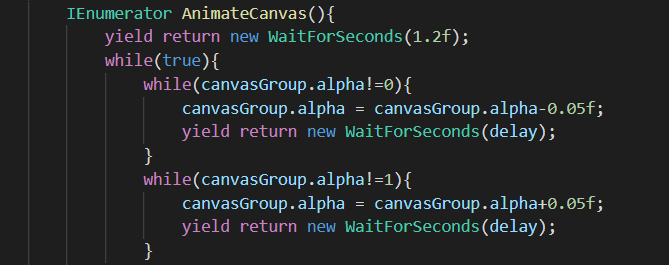 IEnumerator AnimateCanvas(){
yield return new WaitForSeconds(1.2f);
while(true){
while(canvasGroup.alpha!=0){
canvasGroup.alpha = canvasGroup.alpha-0.05f;
yield return new WaitForSeconds(delay);
}
while(canvasGroup.alpha!=1){
canvasGroup.alpha = canvasGroup.alpha+0.05f;
yield return new WaitForSeconds(delay);
}